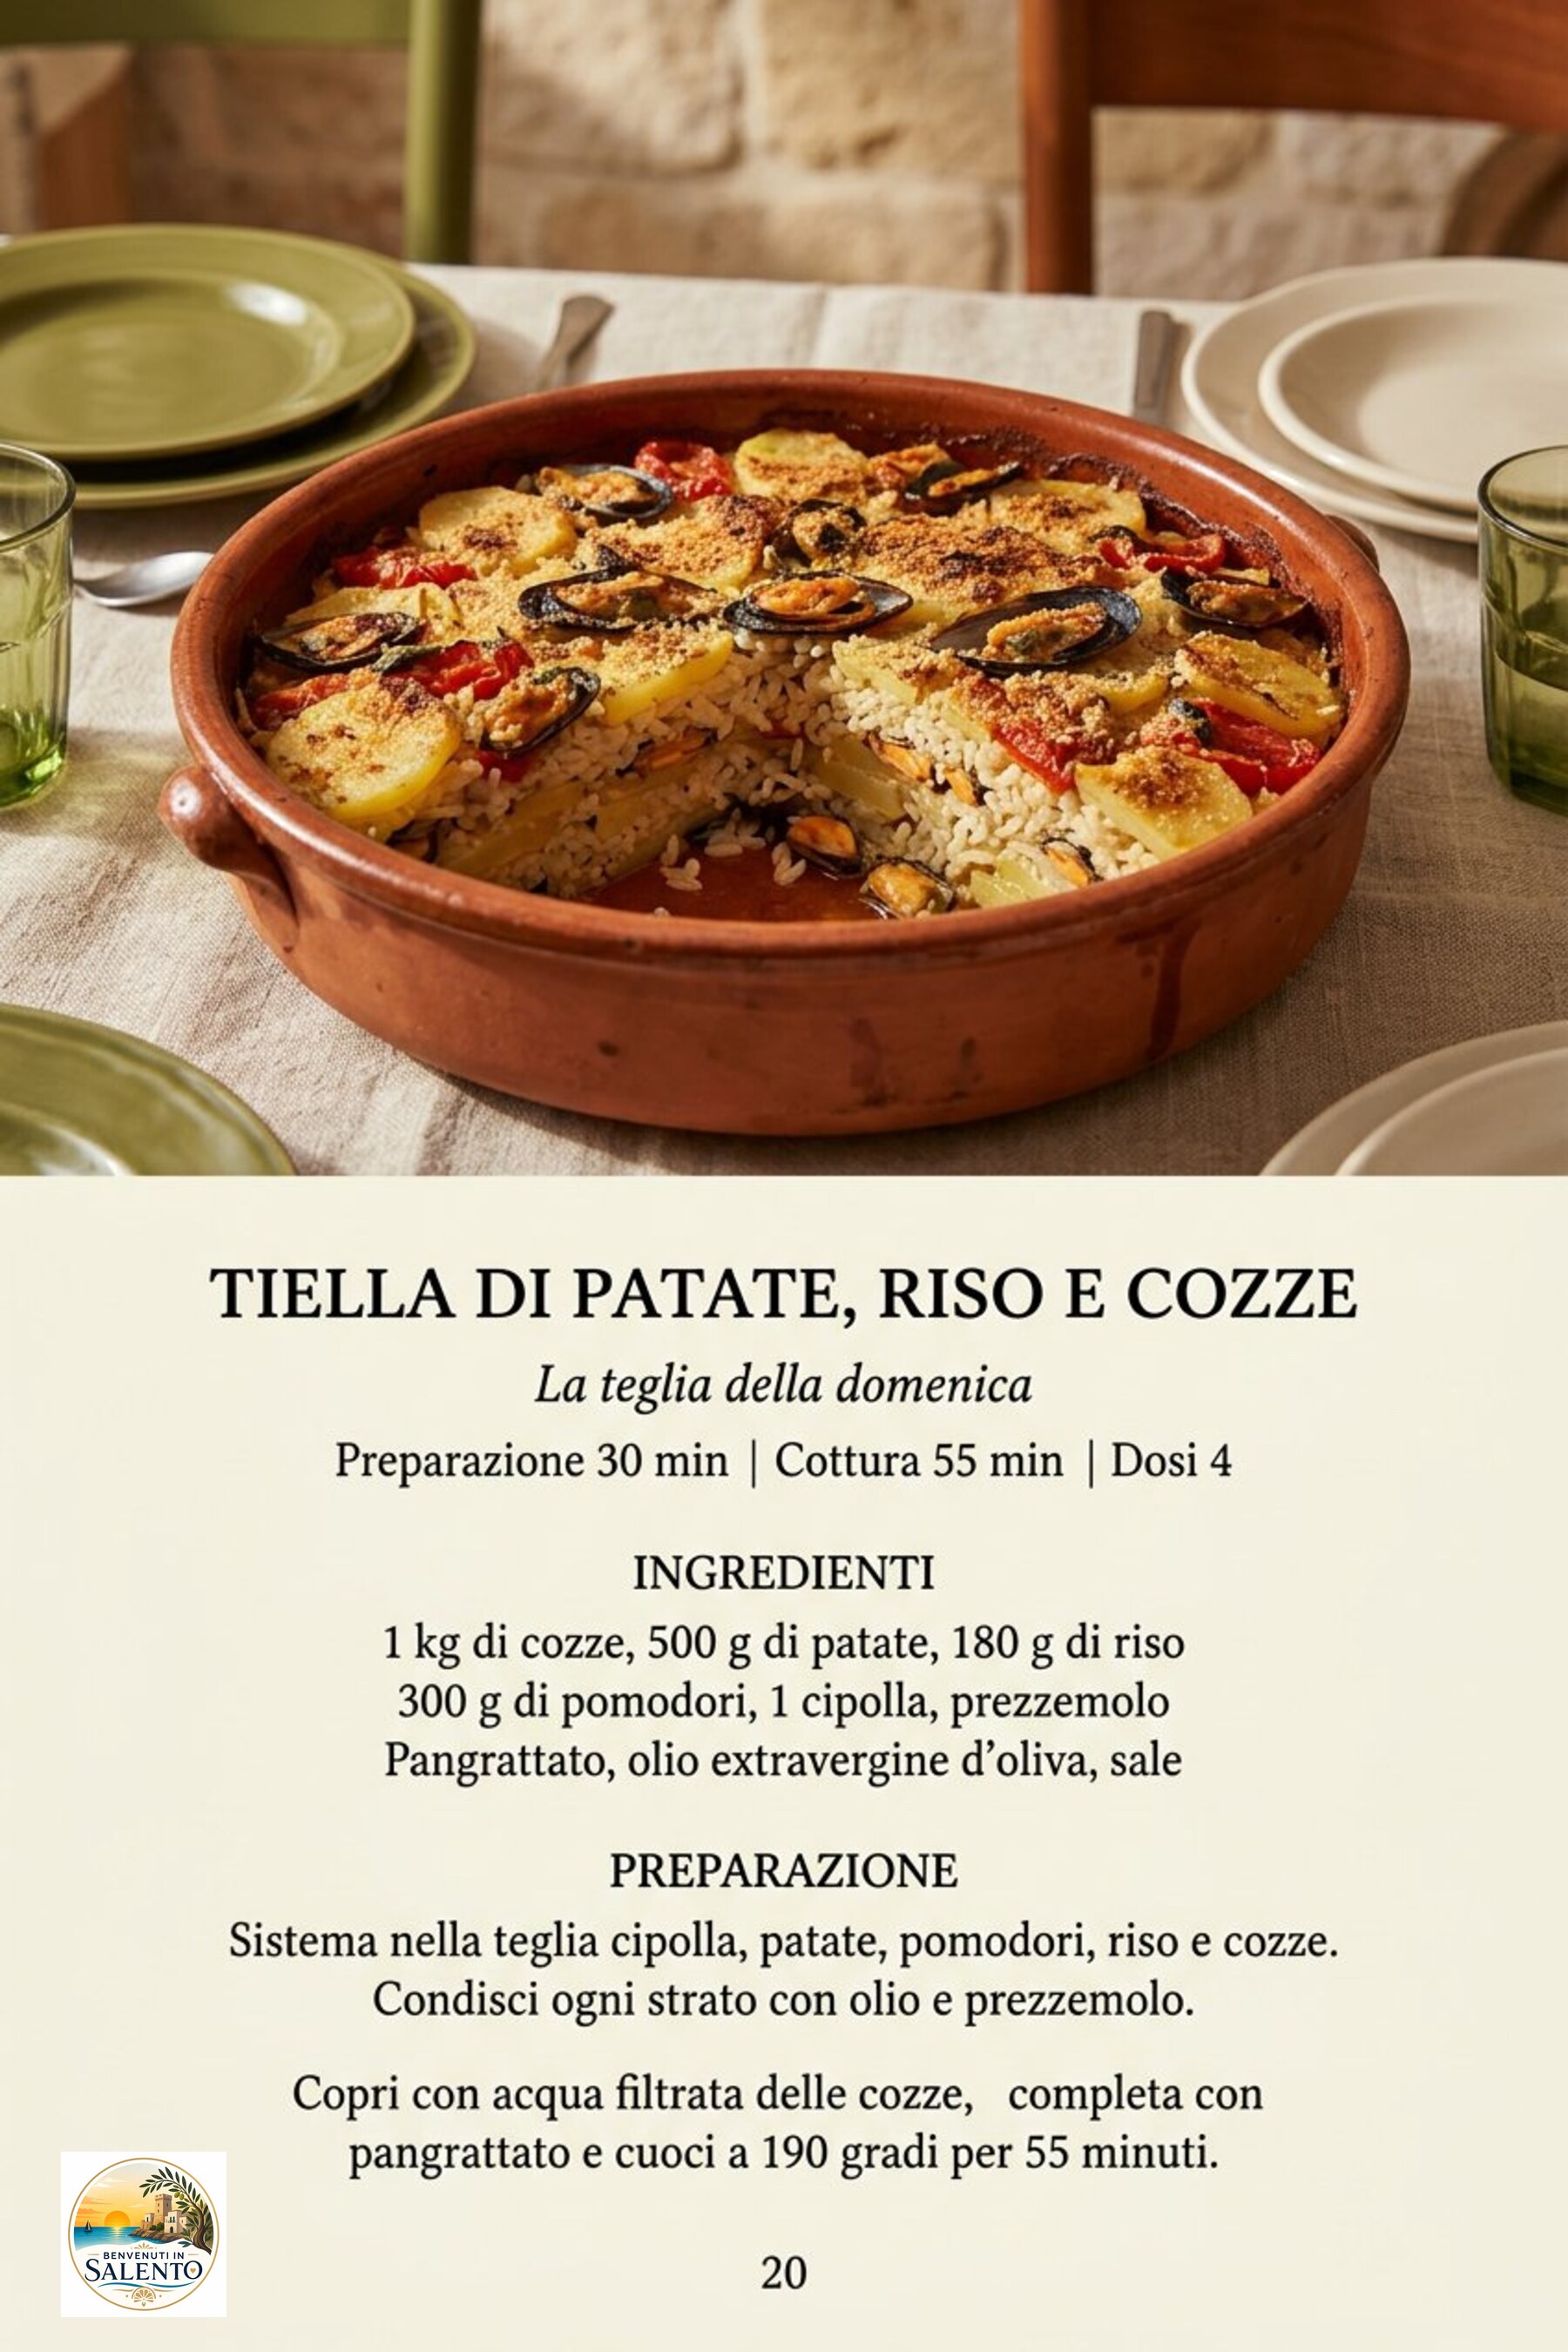 TIELLA DI PATATE, RISO E COZZE
La teglia della domenica
Preparazione 30 min | Cottura 55 min | Dosi 4
INGREDIENTI
1 kg di cozze, 500 g di patate, 180 g di riso
300 g di pomodori, 1 cipolla, prezzemolo
Pangrattato, olio extravergine d’oliva, sale
PREPARAZIONE
Sistema nella teglia cipolla, patate, pomodori, riso e cozze.
Condisci ogni strato con olio e prezzemolo.
Copri con acqua filtrata delle cozze, completa con
pangrattato e cuoci a 190 gradi per 55 minuti.
BENVENUTI IN
SALENTO
20